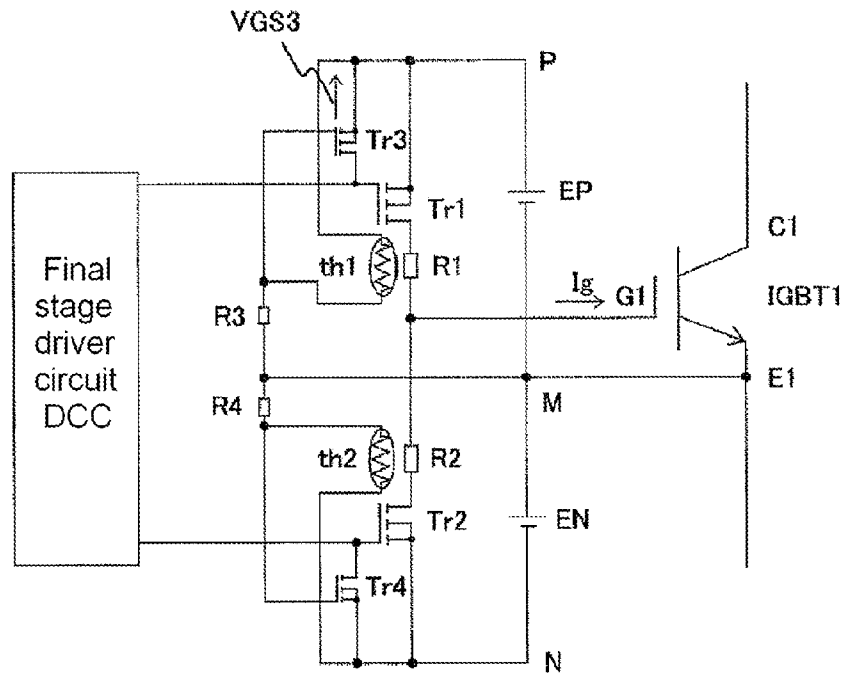 VGS3
P
Tr3
Tr1
EP
C1
Final
stage
driver
circuit
DCC
th1
R1
Ig
G1
IGBT1
R3
M
E1
R4
th2
R2
Tr2
EN
Tr4
N